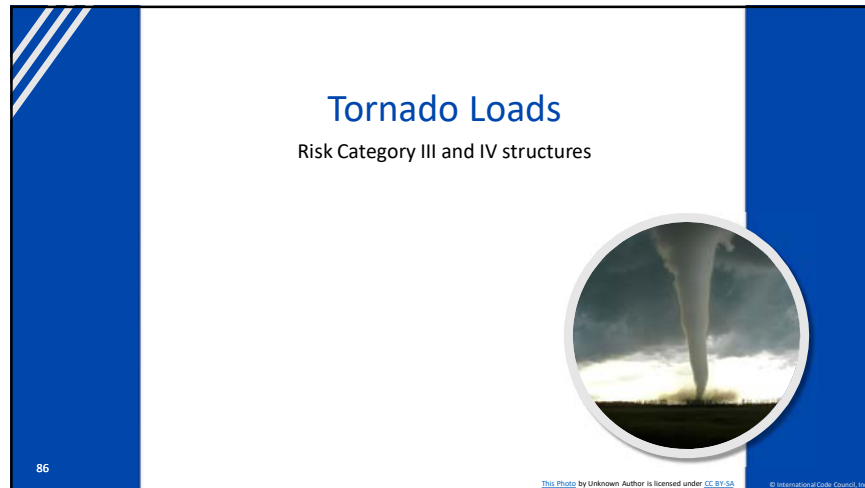 Tornado Loads
Risk Category III and IV structures
86
This Photo by Unknown Author is licensed under CC BY-SA
© International Code Council, Inc